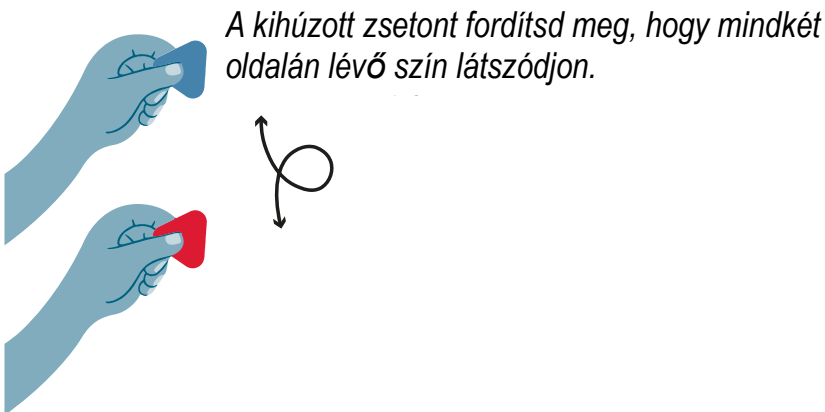 A kihúzott zsetont fordítsd meg, hogy mindkét
oldalán lévő szín látszódjon.